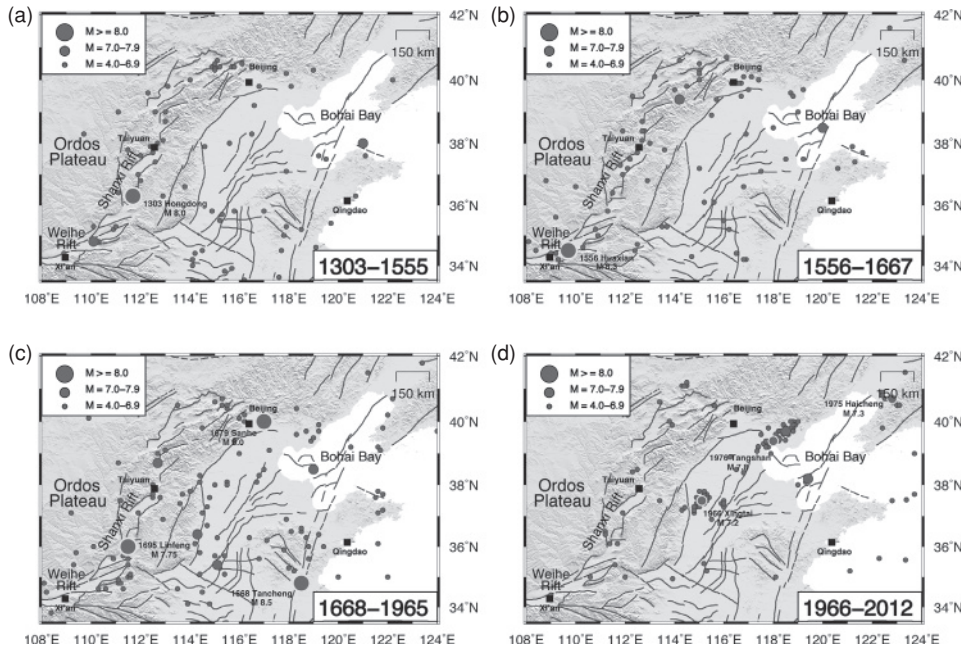 (a)
M >= 8.0
M = 7.0–7.9
M = 4.0–6.9
150 km
Beijing
Bohai Bay
Taiyuan
Ordos
Plateau
Shanxi Rift
1303 Hongdong
M 8.0
Qingdao
Weihe
Rift
Xi'an
1303–1555
42°N
40°N
38°N
36°N
34°N
108°E 110°E 112°E 114°E 116°E 118°E 120°E 122°E 124°E
(b)
M >= 8.0
M = 7.0–7.9
M = 4.0–6.9
150 km
Beijing
Bohai Bay
Taiyuan
Ordos
Plateau
Shanxi Rift
Qingdao
Weihe
Rift
1556 Huaxian
M 8.3
Xi'an
1556–1667
42°N
40°N
38°N
36°N
34°N
108°E 110°E 112°E 114°E 116°E 118°E 120°E 122°E 124°E
(c)
M >= 8.0
M = 7.0–7.9
M = 4.0–6.9
150 km
Beijing
1679 Sanhe
M 8.0
Bohai Bay
Taiyuan
Ordos
Plateau
Shanxi Rift
1695 Linfeng
M 7.75
Qingdao
Weihe
Rift
1668 Tancheng
M 8.5
Xi'an
1668–1965
42°N
40°N
38°N
36°N
34°N
108°E 110°E 112°E 114°E 116°E 118°E 120°E 122°E 124°E
(d)
M >= 8.0
M = 7.0–7.9
M = 4.0–6.9
150 km
1975 Haicheng
M 7.3
Beijing
1976 Tangshan
Bohai Bay
Taiyuan
Ordos
Plateau
Shanxi Rift
1966 Xingtai
M 7.2
Qingdao
Weihe
Rift
Xi'an
1966–2012
42°N
40°N
38°N
36°N
34°N
108°E 110°E 112°E 114°E 116°E 118°E 120°E 122°E 124°E